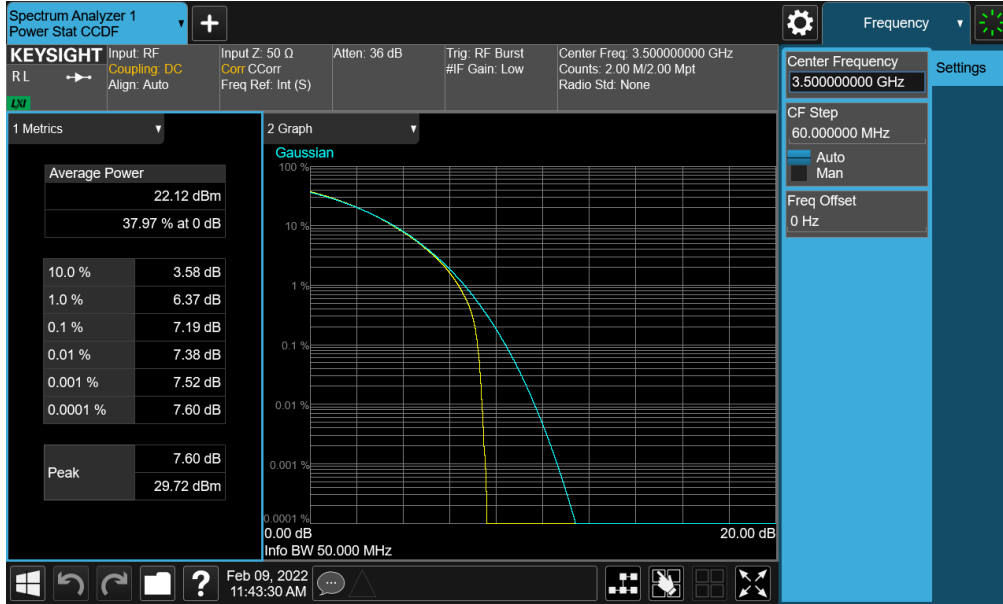 Spectrum Analyzer 1
Power Stat CCDF
Frequency
KEYSIGHT
RL
LXI
Input: RF
Coupling: DC
Align: Auto
Input Z: 50 Ω
Corr CCorr
Freq Ref: Int (S)
Atten: 36 dB
Trig: RF Burst
#IF Gain: Low
Center Freq: 3.500000000 GHz
Counts: 2.00 M/2.00 Mpt
Radio Std: None
Center Frequency
3.500000000 GHz
Settings
CF Step
60.000000 MHz
Auto
Man
Freq Offset
0 Hz
1 Metrics
Average Power
22.12 dBm
37.97 % at 0 dB
10.0 % 3.58 dB
1.0 % 6.37 dB
0.1 % 7.19 dB
0.01 % 7.38 dB
0.001 % 7.52 dB
0.0001 % 7.60 dB
Peak
7.60 dB
29.72 dBm
2 Graph
Gaussian
100 %
10 %
1 %
0.1 %
0.01 %
0.001 %
0.0001 %
0.00 dB 20.00 dB
Info BW 50.000 MHz
?
Feb 09, 2022
11:43:30 AM